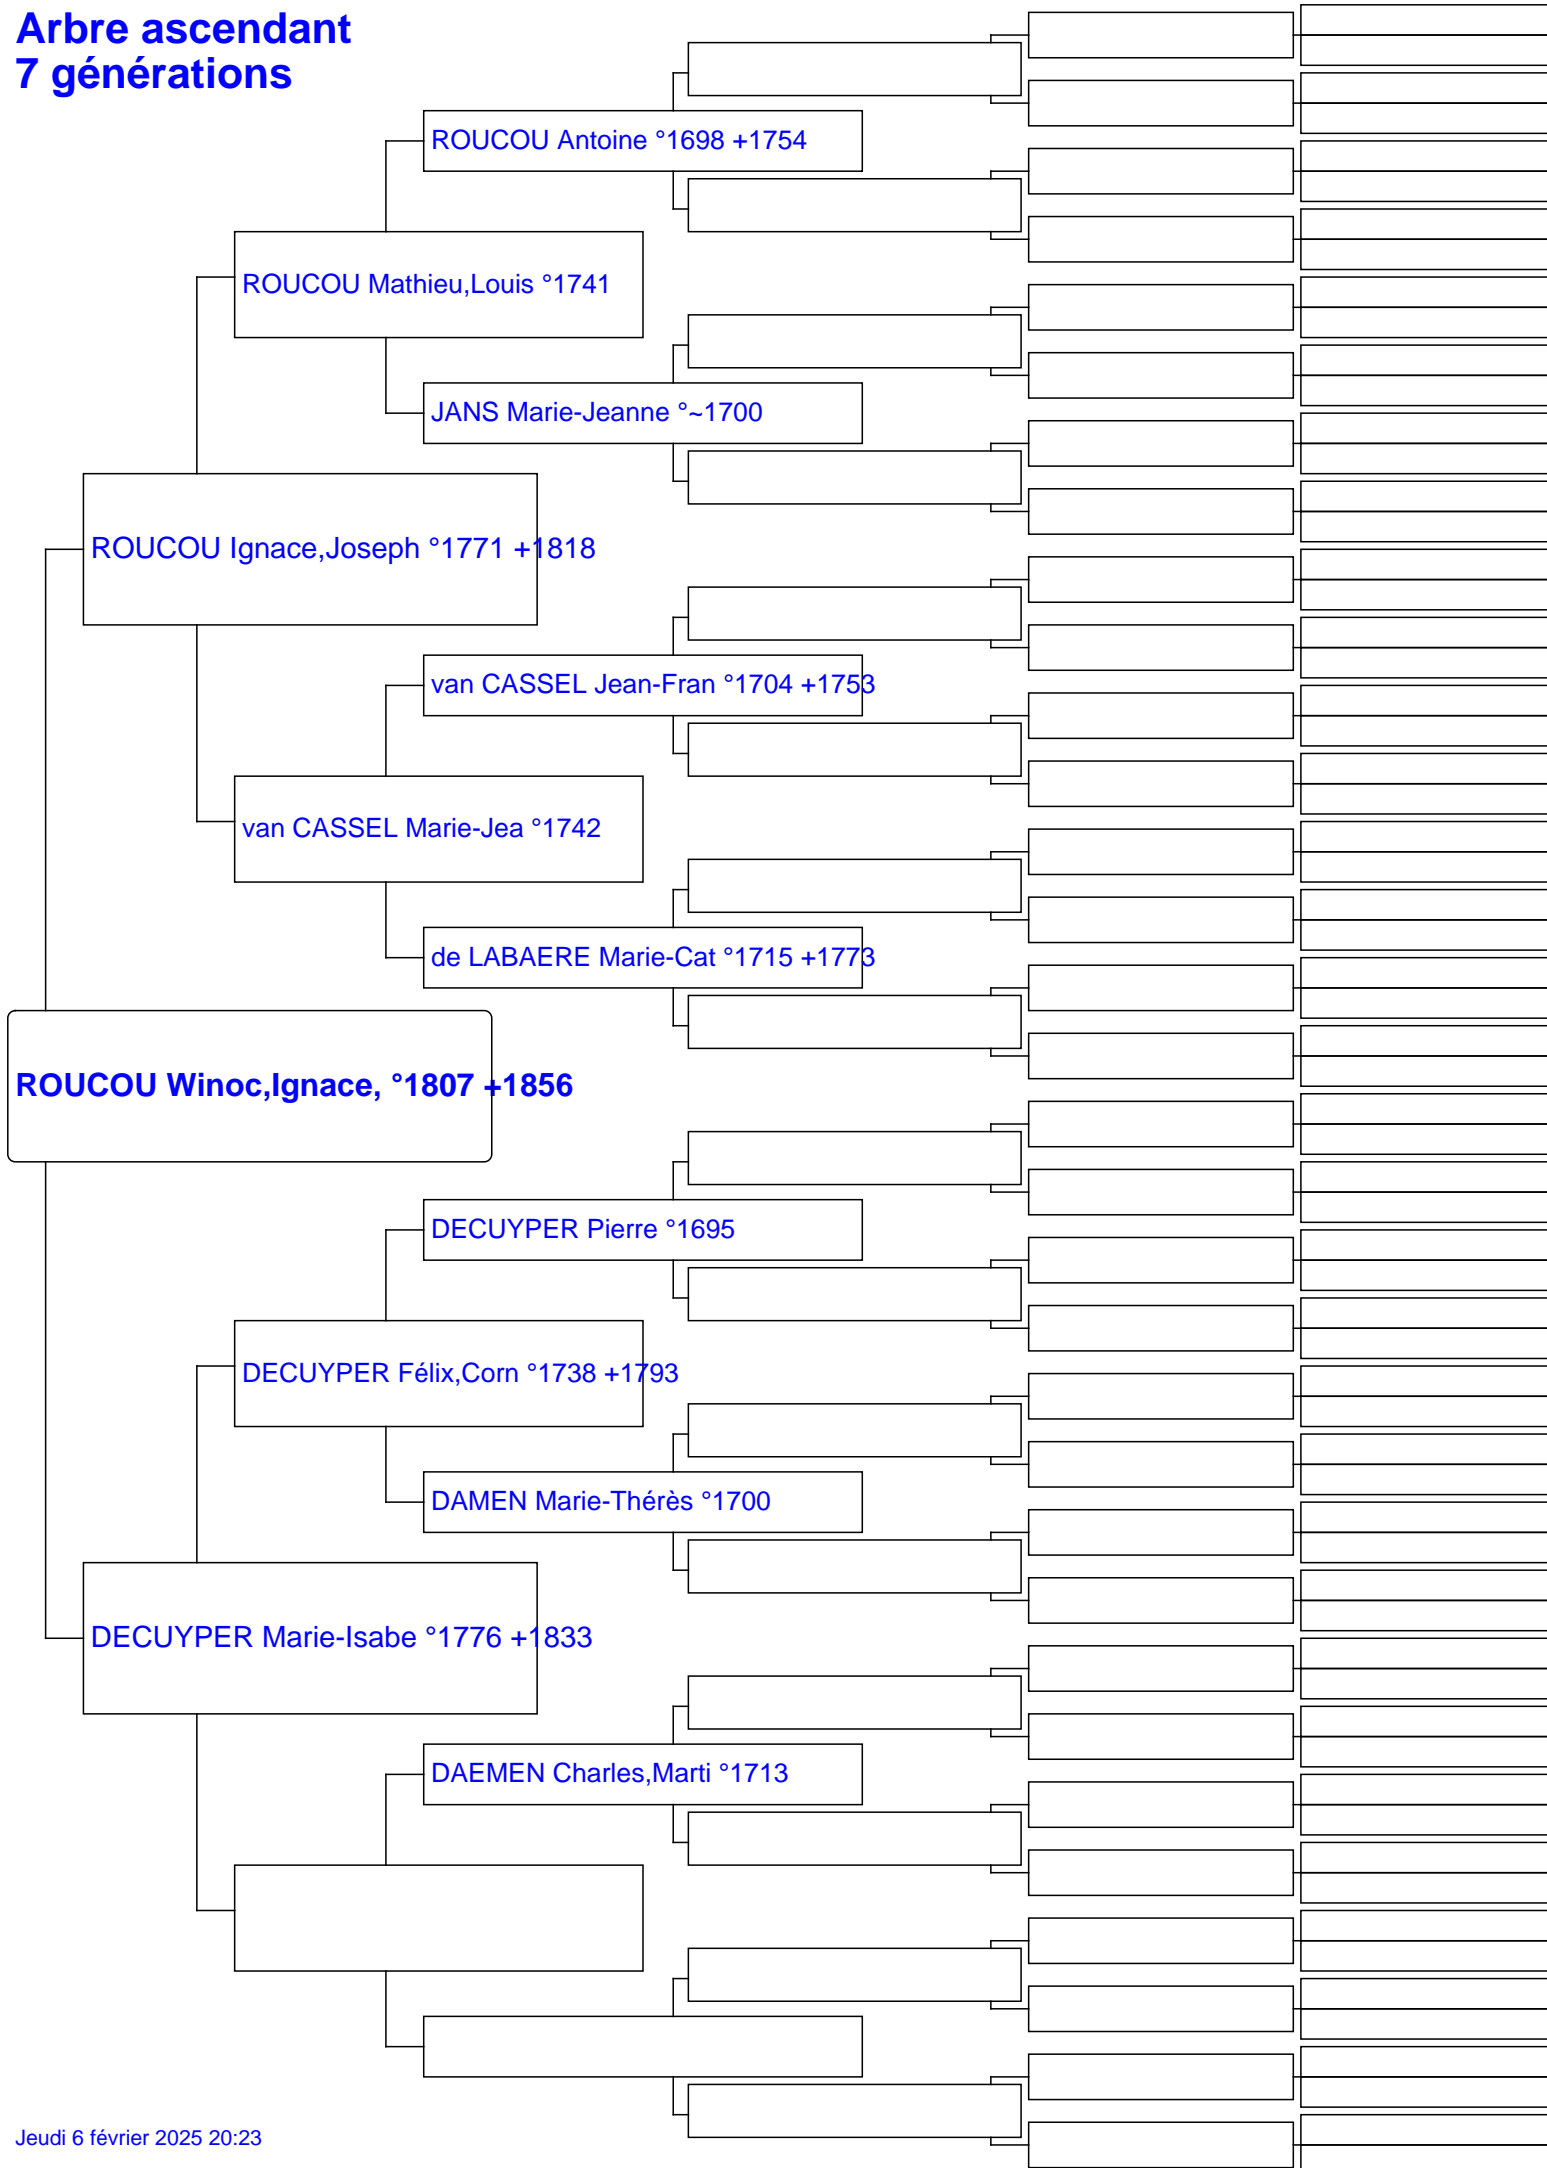 Arbre ascendant
7 générations
ROUCOU Antoine °1698 +1754
ROUCOU Mathieu,Louis °1741
JANS Marie-Jeanne °~1700
ROUCOU Ignace,Joseph °1771 +1818
van CASSEL Jean-Fran °1704 +1753
van CASSEL Marie-Jea °1742
de LABAERE Marie-Cat °1715 +1773
ROUCOU Winoc,Ignace, °1807 +1856
DECUYPER Pierre °1695
DECUYPER Félix,Corn °1738 +1793
DAMEN Marie-Thérès °1700
DECUYPER Marie-Isabe °1776 +1833
DAEMEN Charles,Marti °1713
Jeudi 6 février 2025 20:23